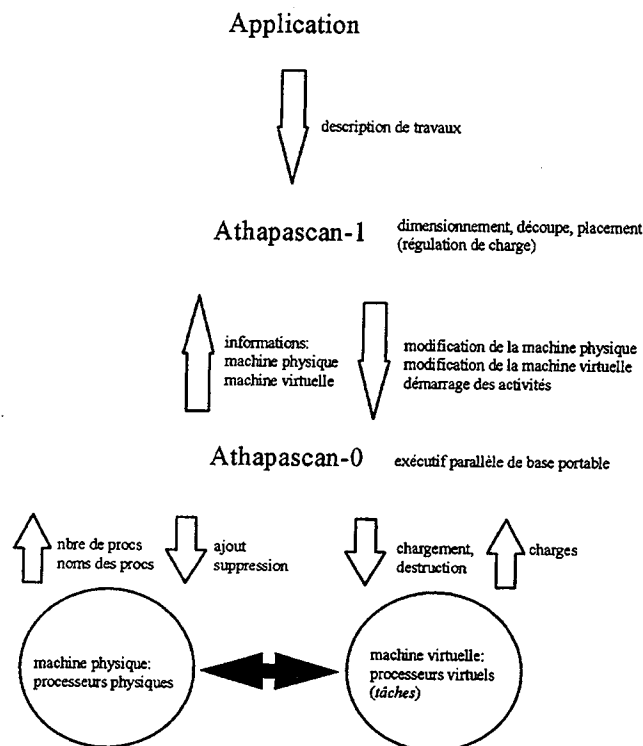 Application
description de travaux
Athapascan-1
dimensionnement, découpe, placement
(régulation de charge)
informations:
machine physique
machine virtuelle
modification de la machine physique
modification de la machine virtuelle
démarrage des activités
Athapascan-0
exécutif parallèle de base portable
nbre de procs
noms des procs
ajout
suppression
chargement,
destruction
charges
machine physique:
processeurs physiques
machine virtuelle:
processeurs virtuels
(tâches)